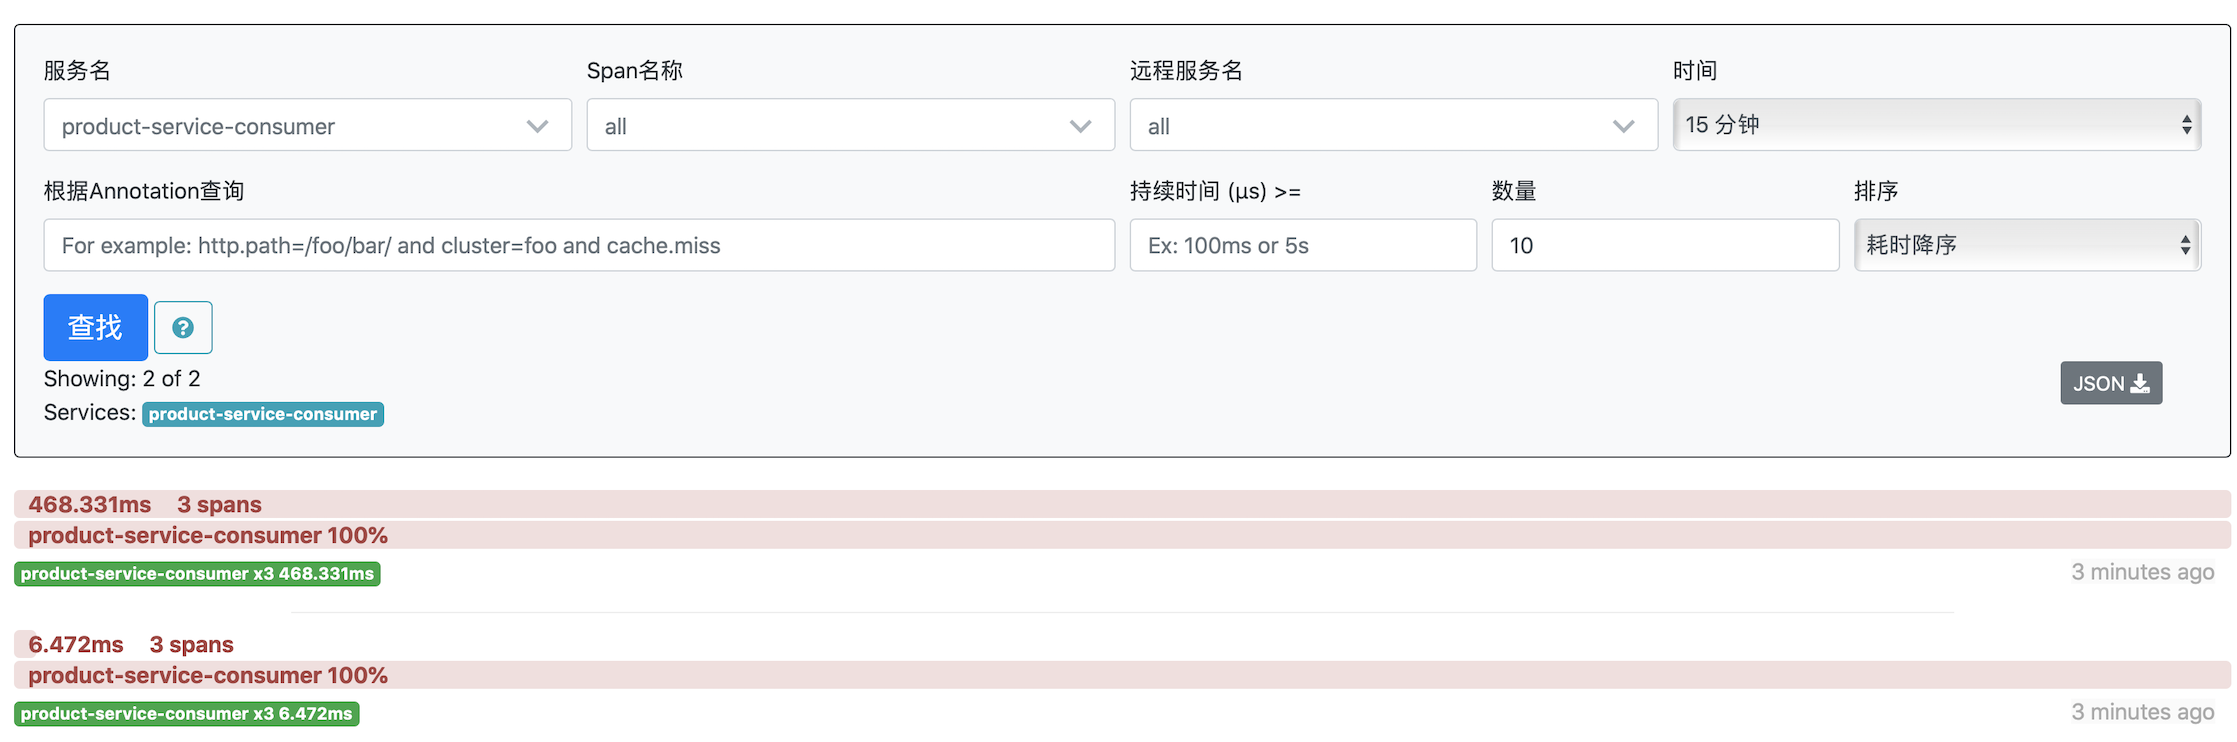 服务名
Span名称
远程服务名
时间
product-service-consumer
all
all
15 分钟
根据Annotation查询
持续时间 (μs) >=
数量
排序
For example: http.path=/foo/bar/ and cluster=foo and cache.miss
Ex: 100ms or 5s
10
耗时降序
查找
?
Showing: 2 of 2
JSON
Services: product-service-consumer
468.331ms 3 spans
product-service-consumer 100%
product-service-consumer x3 468.331ms
3 minutes ago
6.472ms 3 spans
product-service-consumer 100%
product-service-consumer x3 6.472ms
3 minutes ago